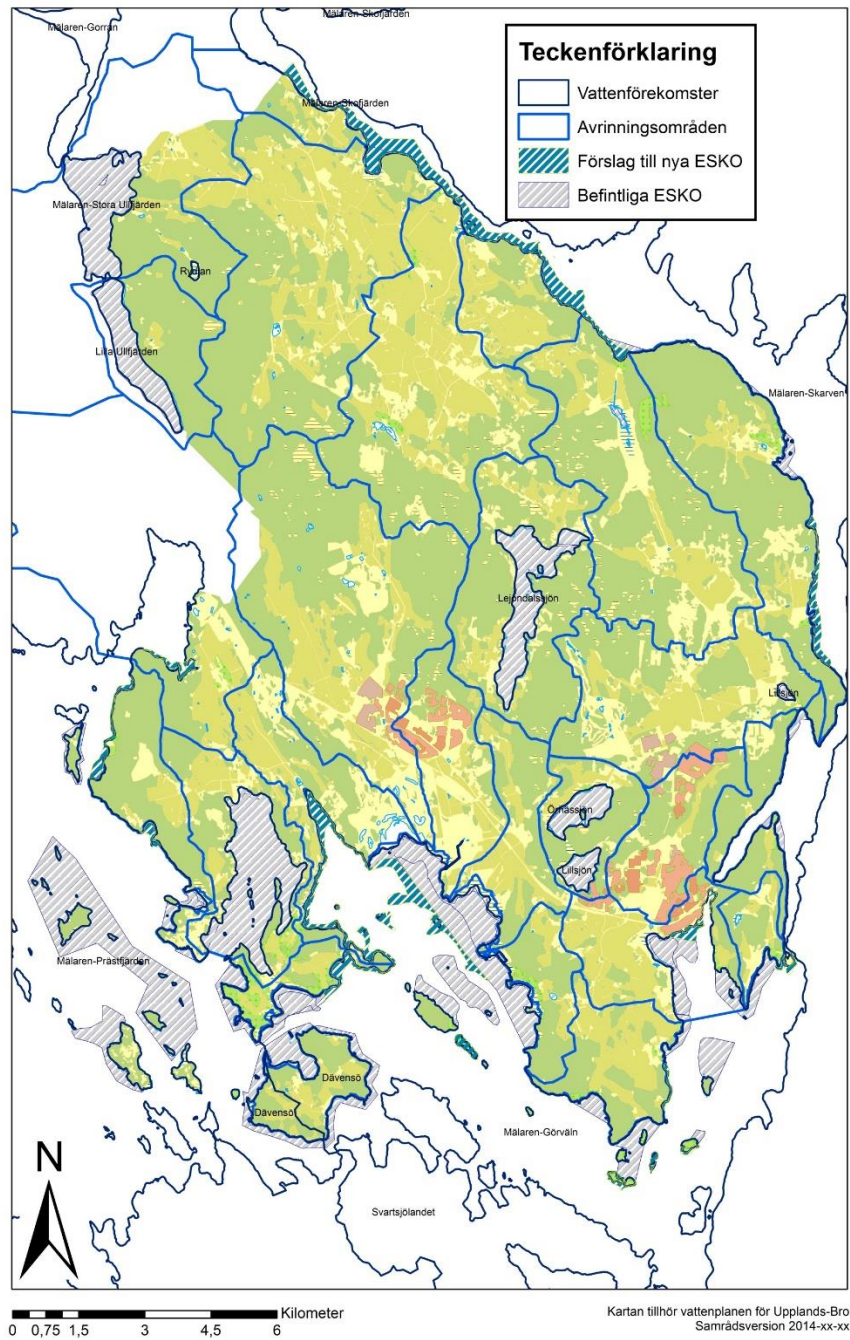 Mälaren-Gorran
Mälaren-Skofjärden
Teckenförklaring
Vattenförekomster
Avrinningsområden
Förslag till nya ESKO
Befintliga ESKO
Mälaren-Skofjärden
Mälaren-Stora Ullfjärden
Ryssjan
Lilla Ullfjärden
Mälaren-Skarven
Lejondalssjön
Lillsjön
Örnässjön
Lillsjön
Mälaren-Prästfjärden
Dävensö
Dävensö
Mälaren-Görväln
Svartsjölandet
N
Kilometer
0 0,75 1,5 3 4,5 6
Kartan tillhör vattenplanen för Upplands-Bro
Samrådsversion 2014-xx-xx